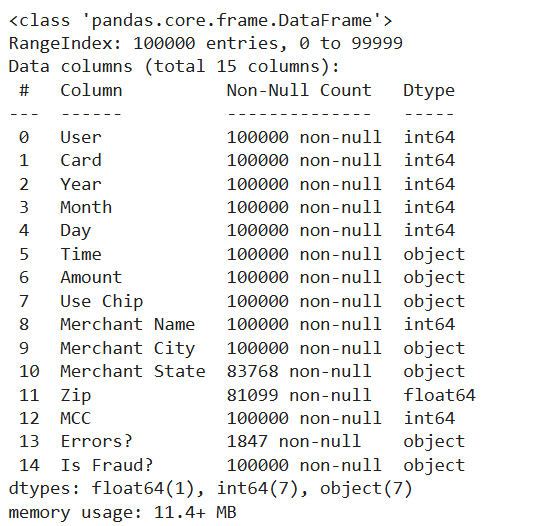 <class 'pandas.core.frame.DataFrame'>
RangeIndex: 100000 entries, 0 to 99999
Data columns (total 15 columns):
 #   Column          Non-Null Count   Dtype
---  ------          --------------   -----
 0   User            100000 non-null  int64
 1   Card            100000 non-null  int64
 2   Year            100000 non-null  int64
 3   Month           100000 non-null  int64
 4   Day             100000 non-null  int64
 5   Time            100000 non-null  object
 6   Amount          100000 non-null  object
 7   Use Chip        100000 non-null  object
 8   Merchant Name   100000 non-null  int64
 9   Merchant City   100000 non-null  object
 10  Merchant State  83768 non-null   object
 11  Zip             81099 non-null   float64
 12  MCC             100000 non-null  int64
 13  Errors?         1847 non-null    object
 14  Is Fraud?       100000 non-null  object
dtypes: float64(1), int64(7), object(7)
memory usage: 11.4+ MB